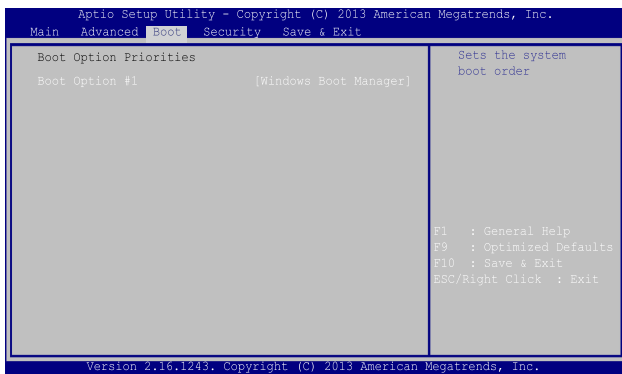 Aptio Setup Utility - Copyright (C) 2013 American Megatrends, Inc.
Main Advanced Boot Security Save & Exit
Boot Option Priorities
Boot Option #1 [Windows Boot Manager]
Sets the system
boot order
F1 : General Help
F9 : Optimized Defaults
F10 : Save & Exit
ESC/Right Click : Exit
Version 2.16.1243. Copyright (C) 2013 American Megatrends, Inc.